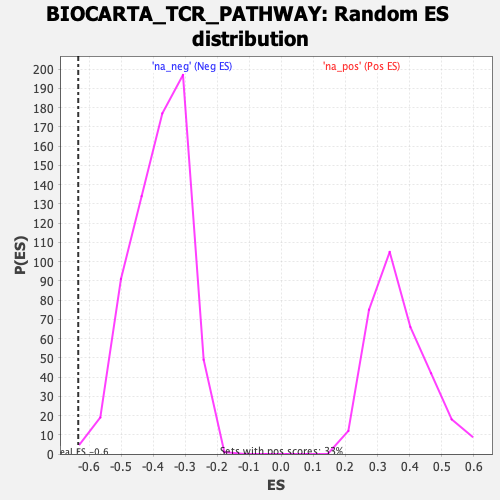 BIOCARTA_TCR_PATHWAY: Random ES
distribution
'na_neg' (Neg ES)
'na_pos' (Pos ES)
200
190
180
170
160
150
140
130
120
110
100
90
80
70
60
50
40
30
20
10
0
P(ES)
eal ES -0.6
Sets with pos scores: 33%
-0.6 -0.5 -0.4 -0.3 -0.2 -0.1 0.0 0.1 0.2 0.3 0.4 0.5 0.6
ES